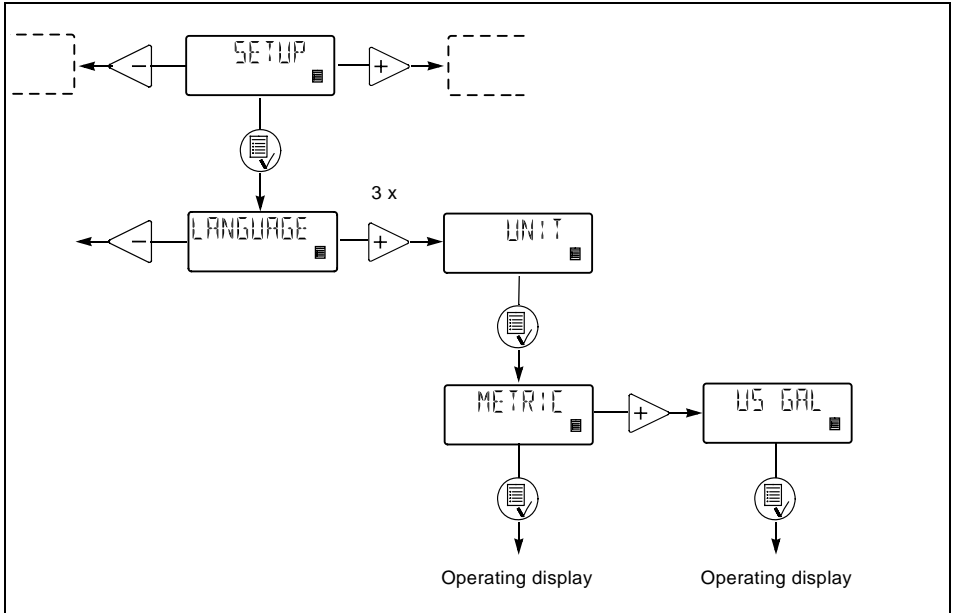 SETUP
-
+
3 x
LANGUAGE
-
+
UNIT
METRIC
+
US GAL
Operating display
Operating display